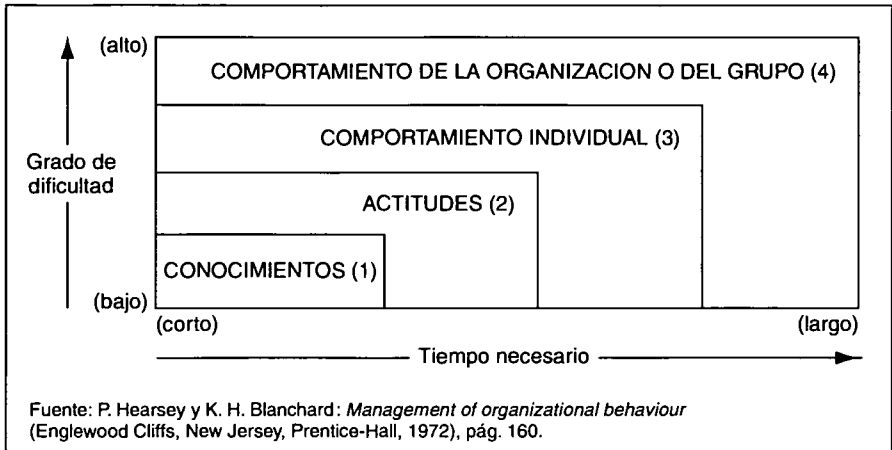 (alto)
COMPORTAMIENTO DE LA ORGANIZACION O DEL GRUPO (4)
COMPORTAMIENTO INDIVIDUAL (3)
Grado de
dificultad
ACTITUDES (2)
CONOCIMIENTOS (1)
(bajo)
(corto)
(largo)
Tiempo necesario
Fuente: P. Hearsey y K. H. Blanchard: Management of organizational behaviour
(Englewood Cliffs, New Jersey, Prentice-Hall, 1972), pág. 160.